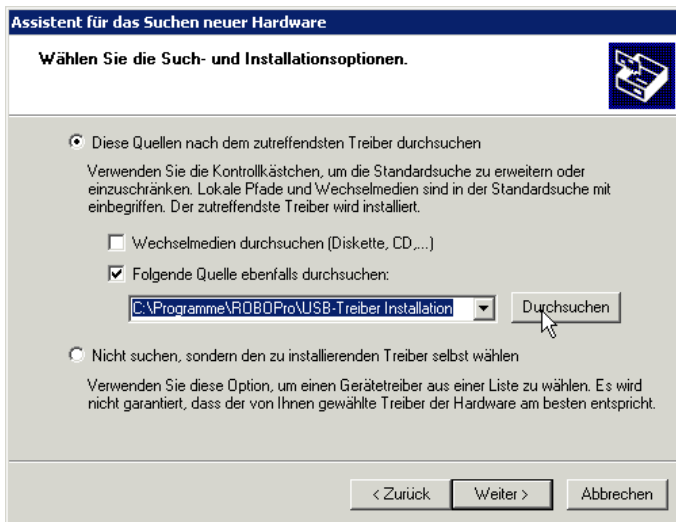 Assistent für das Suchen neuer Hardware
Wählen Sie die Such- und Installationsoptionen.
Diese Quellen nach dem zutreffendsten Treiber durchsuchen
Verwenden Sie die Kontrollkästchen, um die Standardsuche zu erweitern oder
einzuschränken. Lokale Pfade und Wechselmedien sind in der Standardsuche mit
einbegriffen. Der zutreffendste Treiber wird installiert.
Wechselmedien durchsuchen (Diskette, CD,...)
Folgende Quelle ebenfalls durchsuchen:
C:\Programme\ROBOPro\USB-Treiber Installation Durchsuchen
Nicht suchen, sondern den zu installierenden Treiber selbst wählen
Verwenden Sie diese Option, um einen Gerätetreiber aus einer Liste zu wählen. Es wird
nicht garantiert, dass der von Ihnen gewählte Treiber der Hardware am besten entspricht.
< Zurück Weiter > Abbrechen